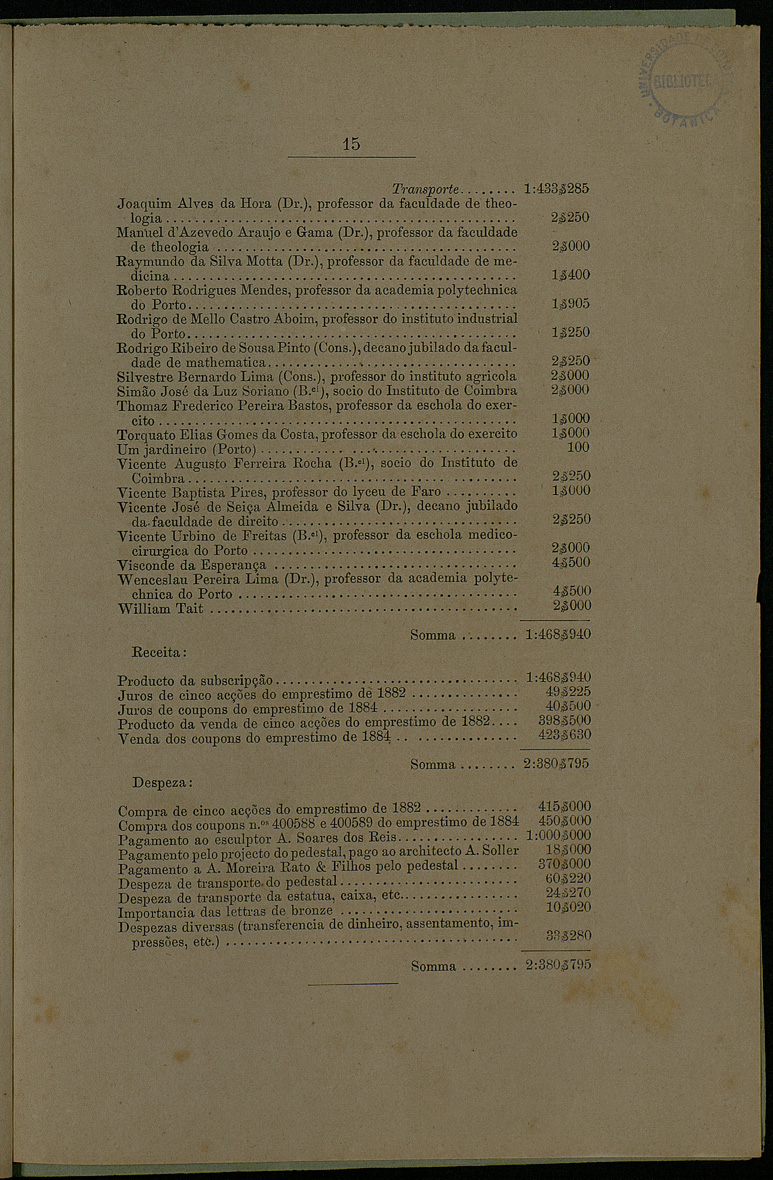 UNIVERSIDADE
BIBLIOTECA
BOTANICA
15
Transporte........ 1:433$285
Joaquim Alves da Hora (Dr.), professor da faculdade de theo-
logia ........ 2$250
Manuel d'Azevedo Araujo e Gama (Dr.), professor da faculdade
de theologia ........ 2$000
Raymundo da Silva Motta (Dr.), professor da faculdade de me-
dicina ........ 1$400
Roberto Rodrigues Mendes, professor da academia polytechnica
do Porto........ 1$905
Rodrigo de Mello Castro Aboim, professor do instituto industrial
do Porto........ 1$250
Rodrigo Ribeiro de Sousa Pinto (Cons.), decano jubilado da facul-
dade de mathematica........ 2$250
Silvestre Bernardo Lima (Cons.), professor do instituto agricola 2$000
Simão José da Luz Soriano (B.el), socio do Instituto de Coimbra 2$000
Thomaz Frederico Pereira Bastos, professor da eschola do exer-
cito ........ 1$000
Torquato Elias Gomes da Costa, professor da eschola do exercito 1$000
Um jardineiro (Porto) ........ 100
Vicente Augusto Ferreira Rocha (B.el), socio do Instituto de
Coimbra........ 2$250
Vicente Baptista Pires, professor do lyceu de Faro ........ 1$000
Vicente José de Seiça Almeida e Silva (Dr.), decano jubilado
da faculdade de direito ........ 2$250
Vicente Urbino de Freitas (B.el), professor da eschola medico-
cirurgica do Porto ........ 2$000
Visconde da Esperança ........ 4$500
Wenceslau Pereira Lima (Dr.), professor da academia polyte-
chnica do Porto ........ 4$500
William Tait ........ 2$000
Somma ........ 1:468$940
Receita:
Producto da subscripção........ 1:468$940
Juros de cinco acções do emprestimo de 1882 ........ 49$225
Juros de coupons do emprestimo de 1884 ........ 40$500
Producto da venda de cinco acções do emprestimo de 1882.... 398$500
Venda dos coupons do emprestimo de 1884 ........ 423$630
Somma ........ 2:380$795
Despeza:
Compra de cinco acções do emprestimo de 1882 ........ 415$000
Compra dos coupons n.os 400588 e 400589 do emprestimo de 1884 450$000
Pagamento ao esculptor A. Soares dos Reis........ 1:000$000
Pagamento pelo projecto do pedestal, pago ao architecto A. Soller 18$000
Pagamento a A. Moreira Rato & Filhos pelo pedestal ........ 370$000
Despeza de transporte do pedestal........ 60$220
Despeza de transporte da estatua, caixa, etc........ 24$270
Importancia das lettras de bronze ........ 10$020
Despezas diversas (transferencia de dinheiro, assentamento, im-
pressões, etc.) ........ 33$280
Somma ........ 2:380$795